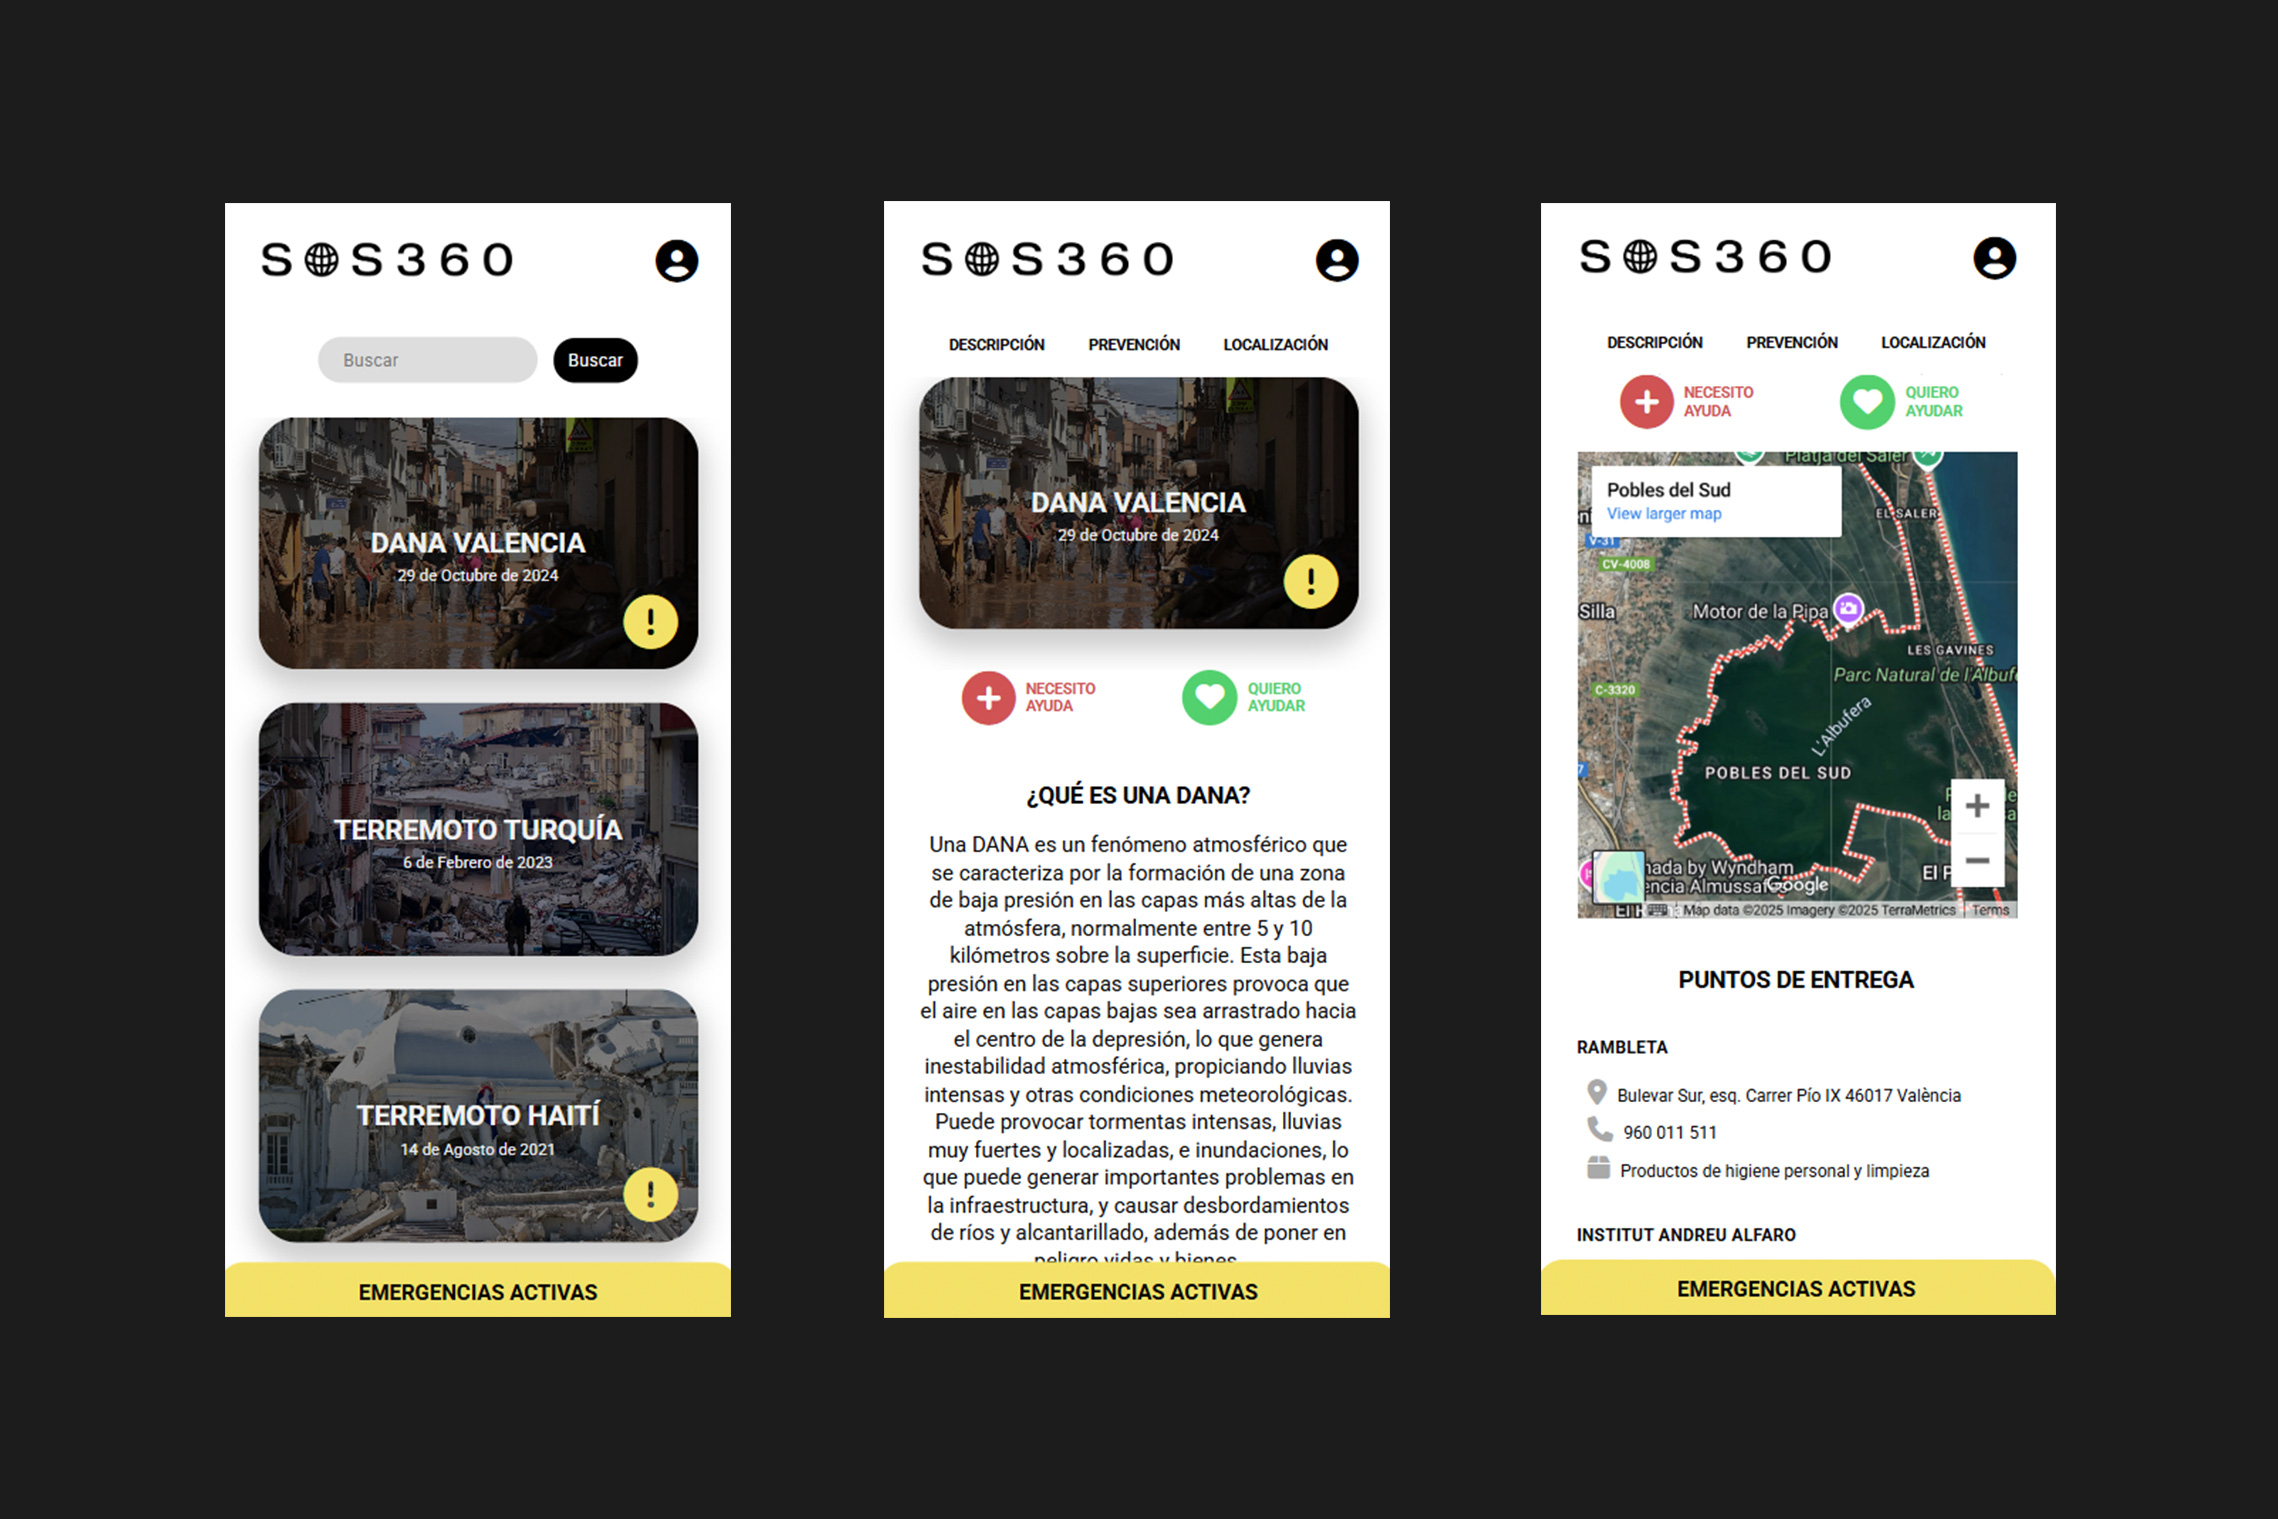 S S360
Buscar
Buscar
DANA VALENCIA
29 de Octubre de 2024
!
TERREMOTO TURQUÍA
6 de Febrero de 2023
TERREMOTO HAITÍ
14 de Agosto de 2021
!
EMERGENCIAS ACTIVAS
S S360
DESCRIPCIÓN PREVENCIÓN LOCALIZACIÓN
DANA VALENCIA
29 de Octubre de 2024
!
NECESITO
AYUDA
QUIERO
AYUDAR
¿QUÉ ES UNA DANA?
Una DANA es un fenómeno atmosférico que
se caracteriza por la formación de una zona
de baja presión en las capas más altas de la
atmósfera, normalmente entre 5 y 10
kilómetros sobre la superficie. Esta baja
presión en las capas superiores provoca que
el aire en las capas bajas sea arrastrado hacia
el centro de la depresión, lo que genera
inestabilidad atmosférica, propiciando lluvias
intensas y otras condiciones meteorológicas.
Puede provocar tormentas intensas, lluvias
muy fuertes y localizadas, e inundaciones, lo
que puede generar importantes problemas en
la infraestructura, y causar desbordamientos
de ríos y alcantarillado, además de poner en
peligro vidas y bienes
EMERGENCIAS ACTIVAS
S S360
DESCRIPCIÓN PREVENCIÓN LOCALIZACIÓN
NECESITO
AYUDA
QUIERO
AYUDAR
Platja del Saler
Pobles del Sud
View larger map
EL SALER
V-31
CV-4008
Silla
Motor de la Pipa
LES GAVINES
Parc Natural de l'Albufe
C-3320
L'Albufera
POBLES DEL SUD
nada by Wyndham
encia Almussafes
Google
El P
Map data ©2025 Imagery ©2025 TerraMetrics Terms
PUNTOS DE ENTREGA
RAMBLETA
Bulevar Sur, esq. Carrer Pío IX 46017 València
960 011 511
Productos de higiene personal y limpieza
INSTITUT ANDREU ALFARO
EMERGENCIAS ACTIVAS